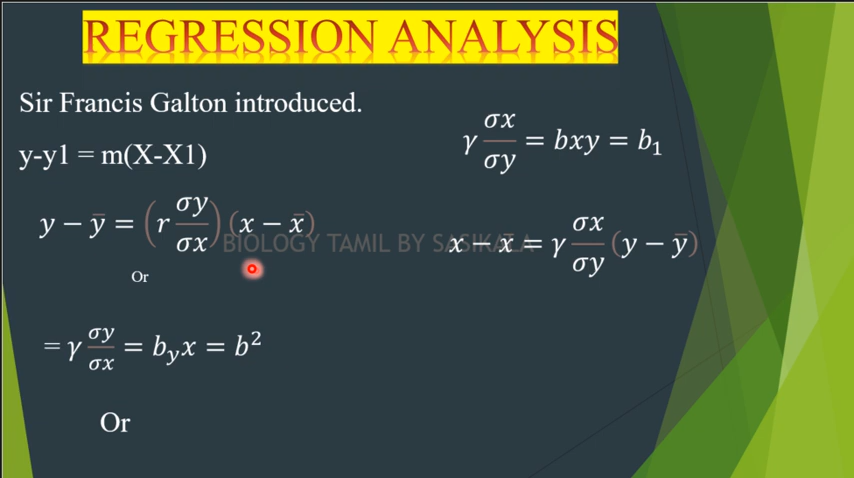 REGRESSION ANALYSIS
Sir Francis Galton introduced.
y-y1 = m(X-X1)
y − ȳ = (r σy/σx) (x − x̄)
Or
= γ σy/σx = b_y x = b²
Or
γ σx/σy = bxy = b₁
x − x̄ = γ σx/σy (y − ȳ)
BIOLOGY TAMIL BY SASIKALA